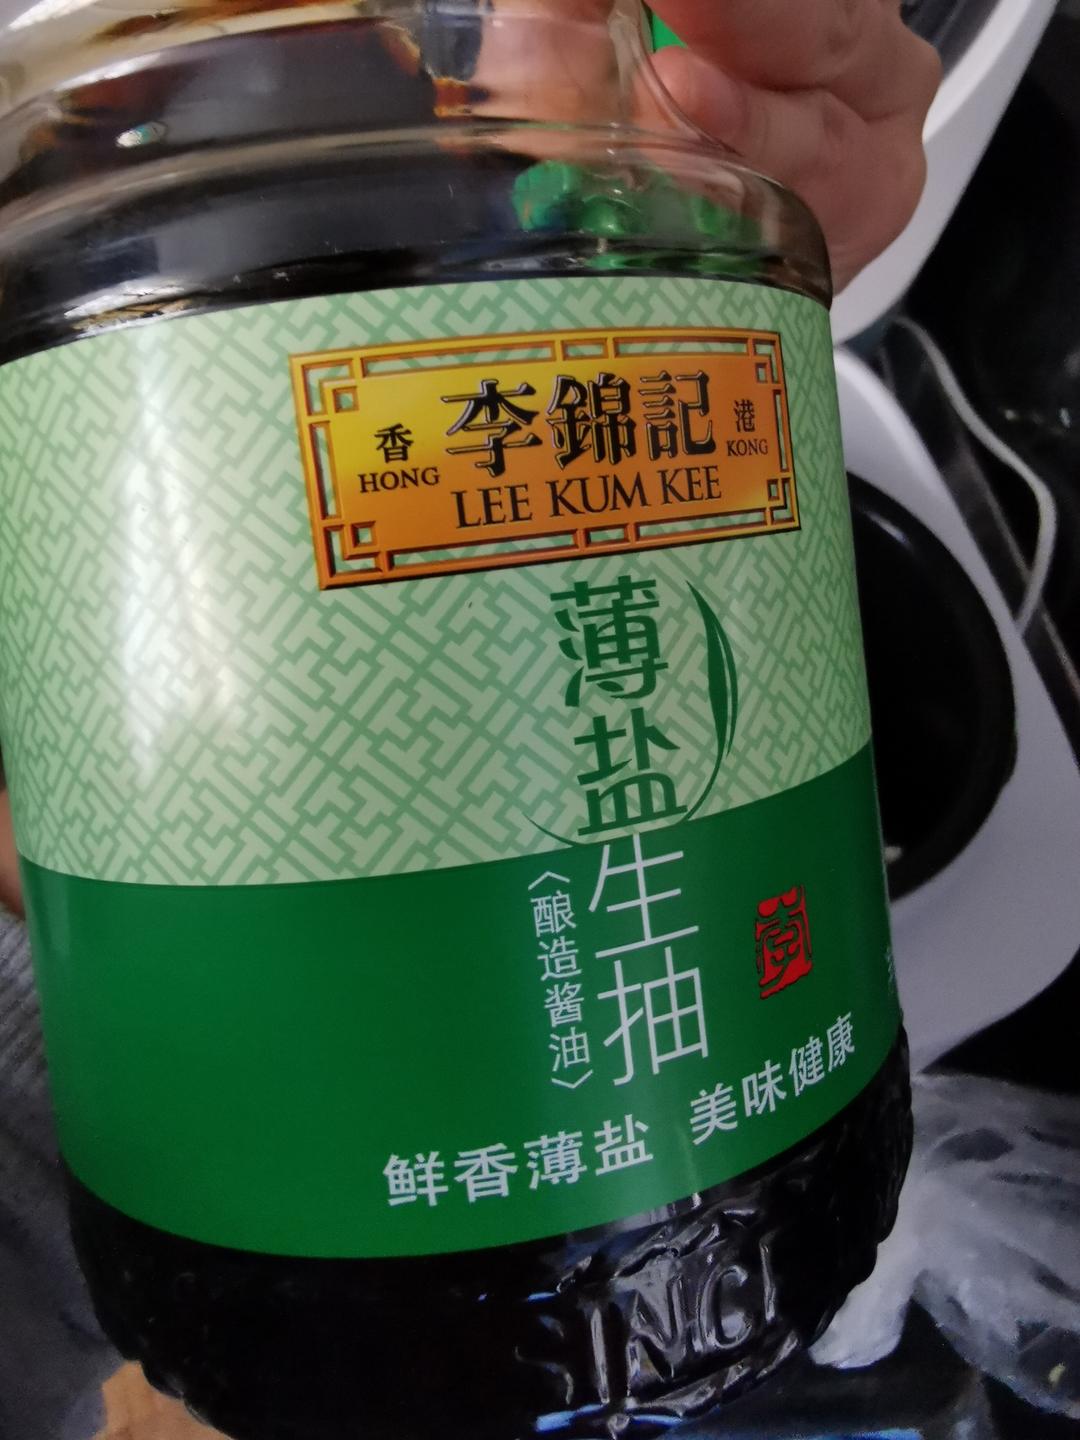 香 李錦記 港
HONG LEE KUM KEE KONG
薄盐
生抽
〈酿造酱油〉
鲜香薄盐 美味健康